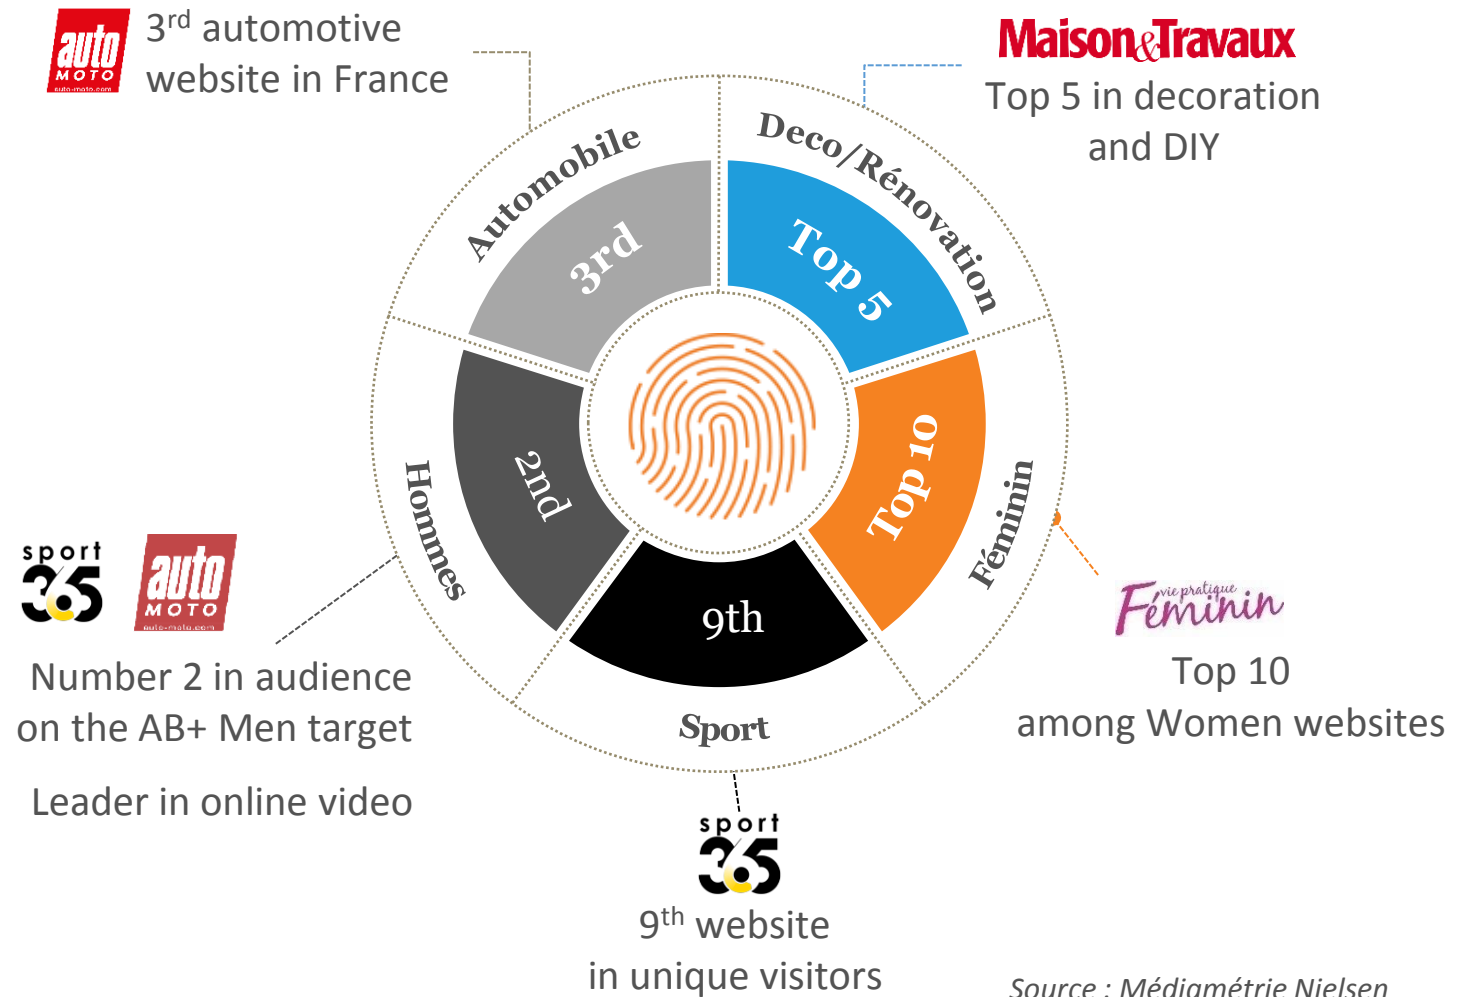 auto
MOTO
auto-moto.com
3rd automotive
website in France
Maison&Travaux
Top 5 in decoration
and DIY
Automobile
Deco/Rénovation
3rd
Top 5
Hommes
2nd
Top 10
Féminin
9th
Sport
sport
365
auto
MOTO
auto-moto.com
Number 2 in audience
on the AB+ Men target
Leader in online video
vie pratique
Féminin
Top 10
among Women websites
sport
365
9th website
in unique visitors
Source : Médiamétrie Nielsen